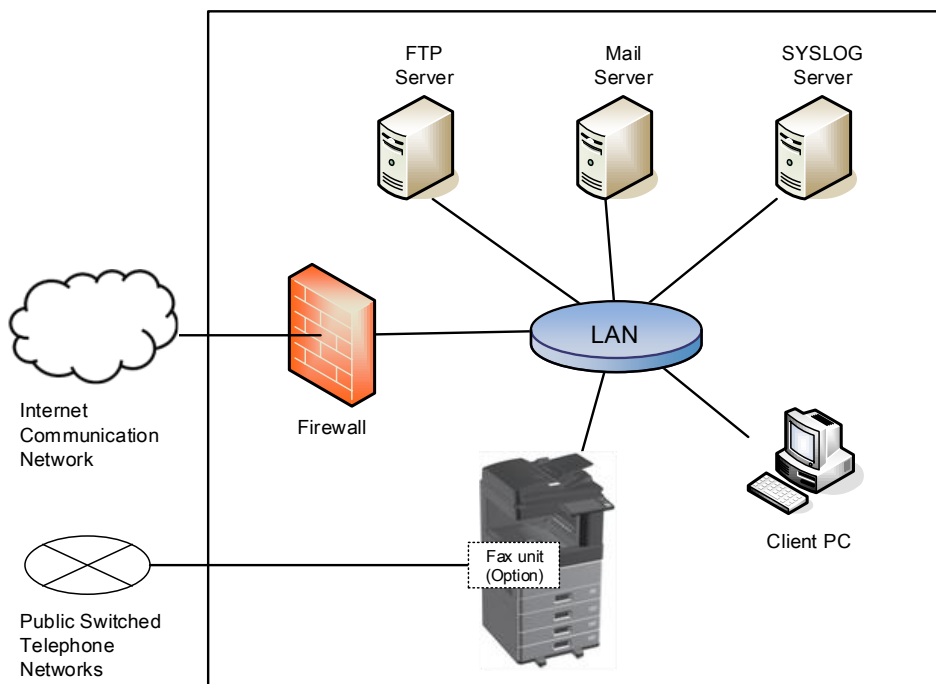 FTP
Server
Mail
Server
SYSLOG
Server
LAN
Internet
Communication
Network
Firewall
Client PC
Fax unit
(Option)
Public Switched
Telephone
Networks